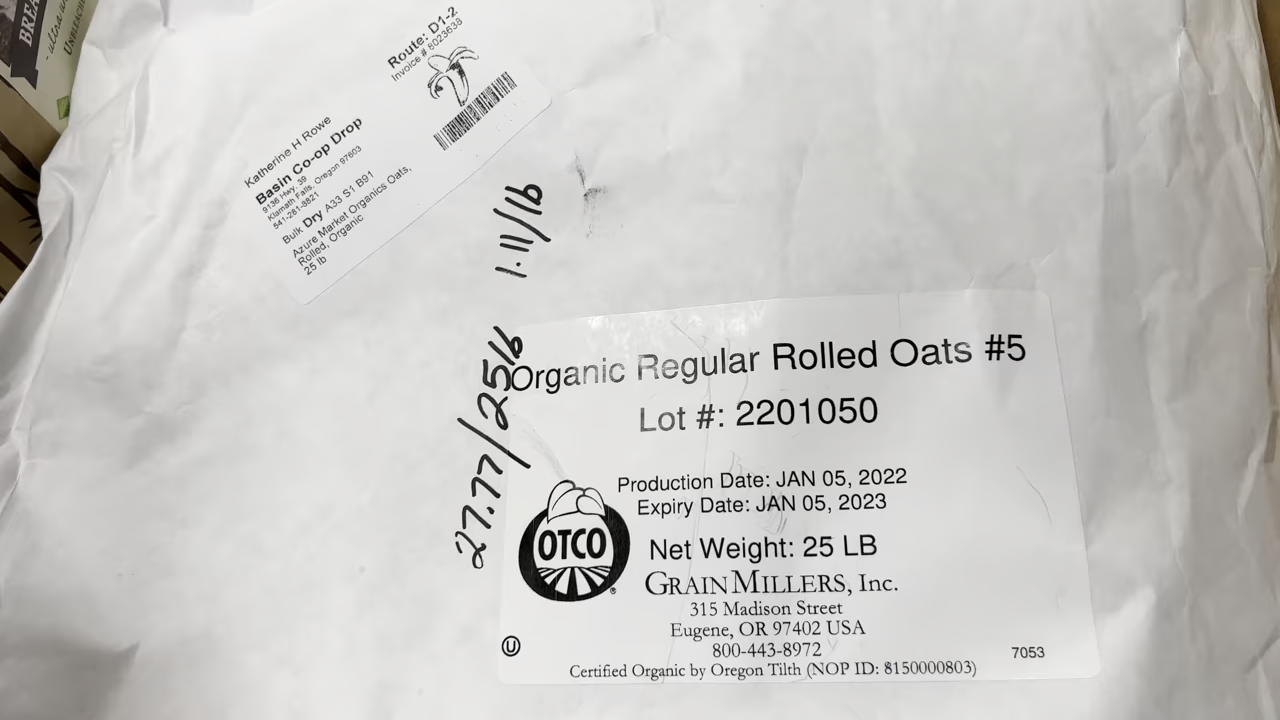 BREA
UNBLEACHE
Route: D1-2
Invoice # 8023638
Katherine H Rowe
Basin Co-op Drop
9136 Hwy. 39
Klamath Falls, Oregon 97603
541-281-8821
Bulk Dry A33 S1 B91
Azure Market Organics Oats,
Rolled, Organic
25 lb
27.77/25lb 1.11/lb
Organic Regular Rolled Oats #5
Lot #: 2201050
Production Date: JAN 05, 2022
Expiry Date: JAN 05, 2023
OTCO
®
Net Weight: 25 LB
GRAIN MILLERS, Inc.
315 Madison Street
Eugene, OR 97402 USA
800-443-8972
U
7053
Certified Organic by Oregon Tilth (NOP ID: 8150000803)